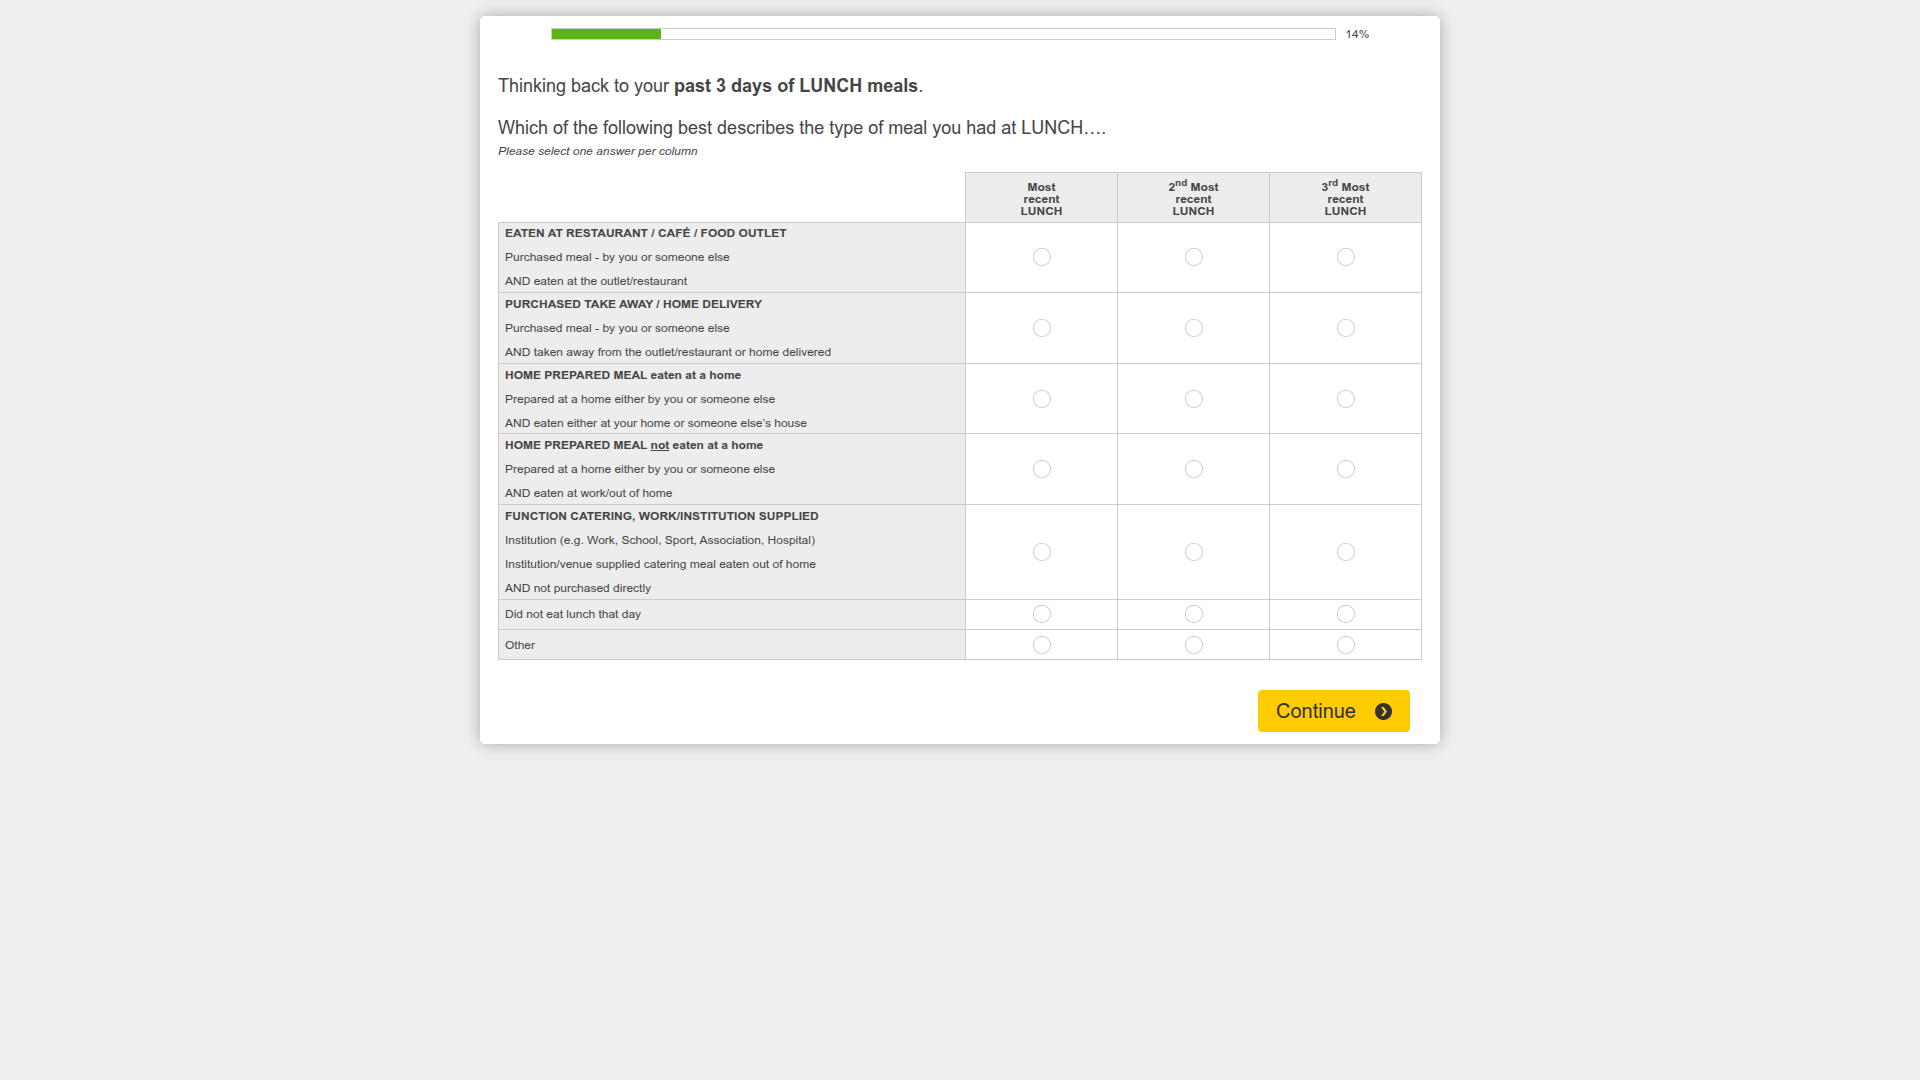 14%
Thinking back to your past 3 days of LUNCH meals.
Which of the following best describes the type of meal you had at LUNCH….
Please select one answer per column
Most
recent
LUNCH
2nd Most
recent
LUNCH
3rd Most
recent
LUNCH
EATEN AT RESTAURANT / CAFÉ / FOOD OUTLET
Purchased meal - by you or someone else
AND eaten at the outlet/restaurant
PURCHASED TAKE AWAY / HOME DELIVERY
Purchased meal - by you or someone else
AND taken away from the outlet/restaurant or home delivered
HOME PREPARED MEAL eaten at a home
Prepared at a home either by you or someone else
AND eaten either at your home or someone else’s house
HOME PREPARED MEAL not eaten at a home
Prepared at a home either by you or someone else
AND eaten at work/out of home
FUNCTION CATERING, WORK/INSTITUTION SUPPLIED
Institution (e.g. Work, School, Sport, Association, Hospital)
Institution/venue supplied catering meal eaten out of home
AND not purchased directly
Did not eat lunch that day
Other
Continue